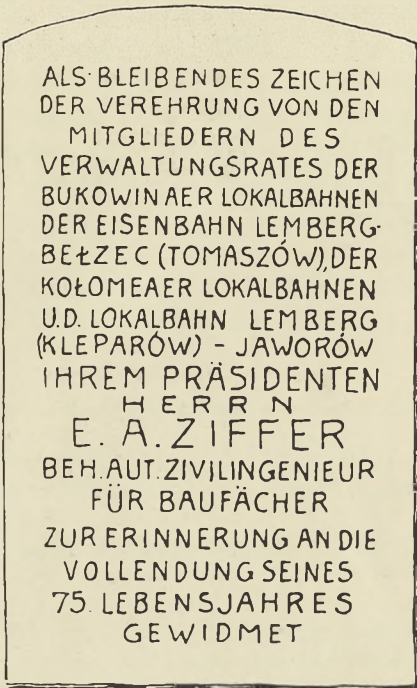 ALS BLEIBENDES ZEICHEN
DER VEREHRUNG VON DEN
MITGLIEDERN DES
VERWALTUNGSRATES DER
BUKOWINAER LOKALBAHNEN
DER EISENBAHN LEMBERG-
BEŁZEC (TOMASZÓW), DER
KOŁOMEAER LOKALBAHNEN
U.D. LOKALBAHN LEMBERG
(KLEPARÓW) - JAWORÓW
IHREM PRÄSIDENTEN
HERRN
E. A. ZIFFER
BEH. AUT. ZIVILINGENIEUR
FÜR BAUFÄCHER
ZUR ERINNERUNG AN DIE
VOLLENDUNG SEINES
75. LEBENSJAHRES
GEWIDMET